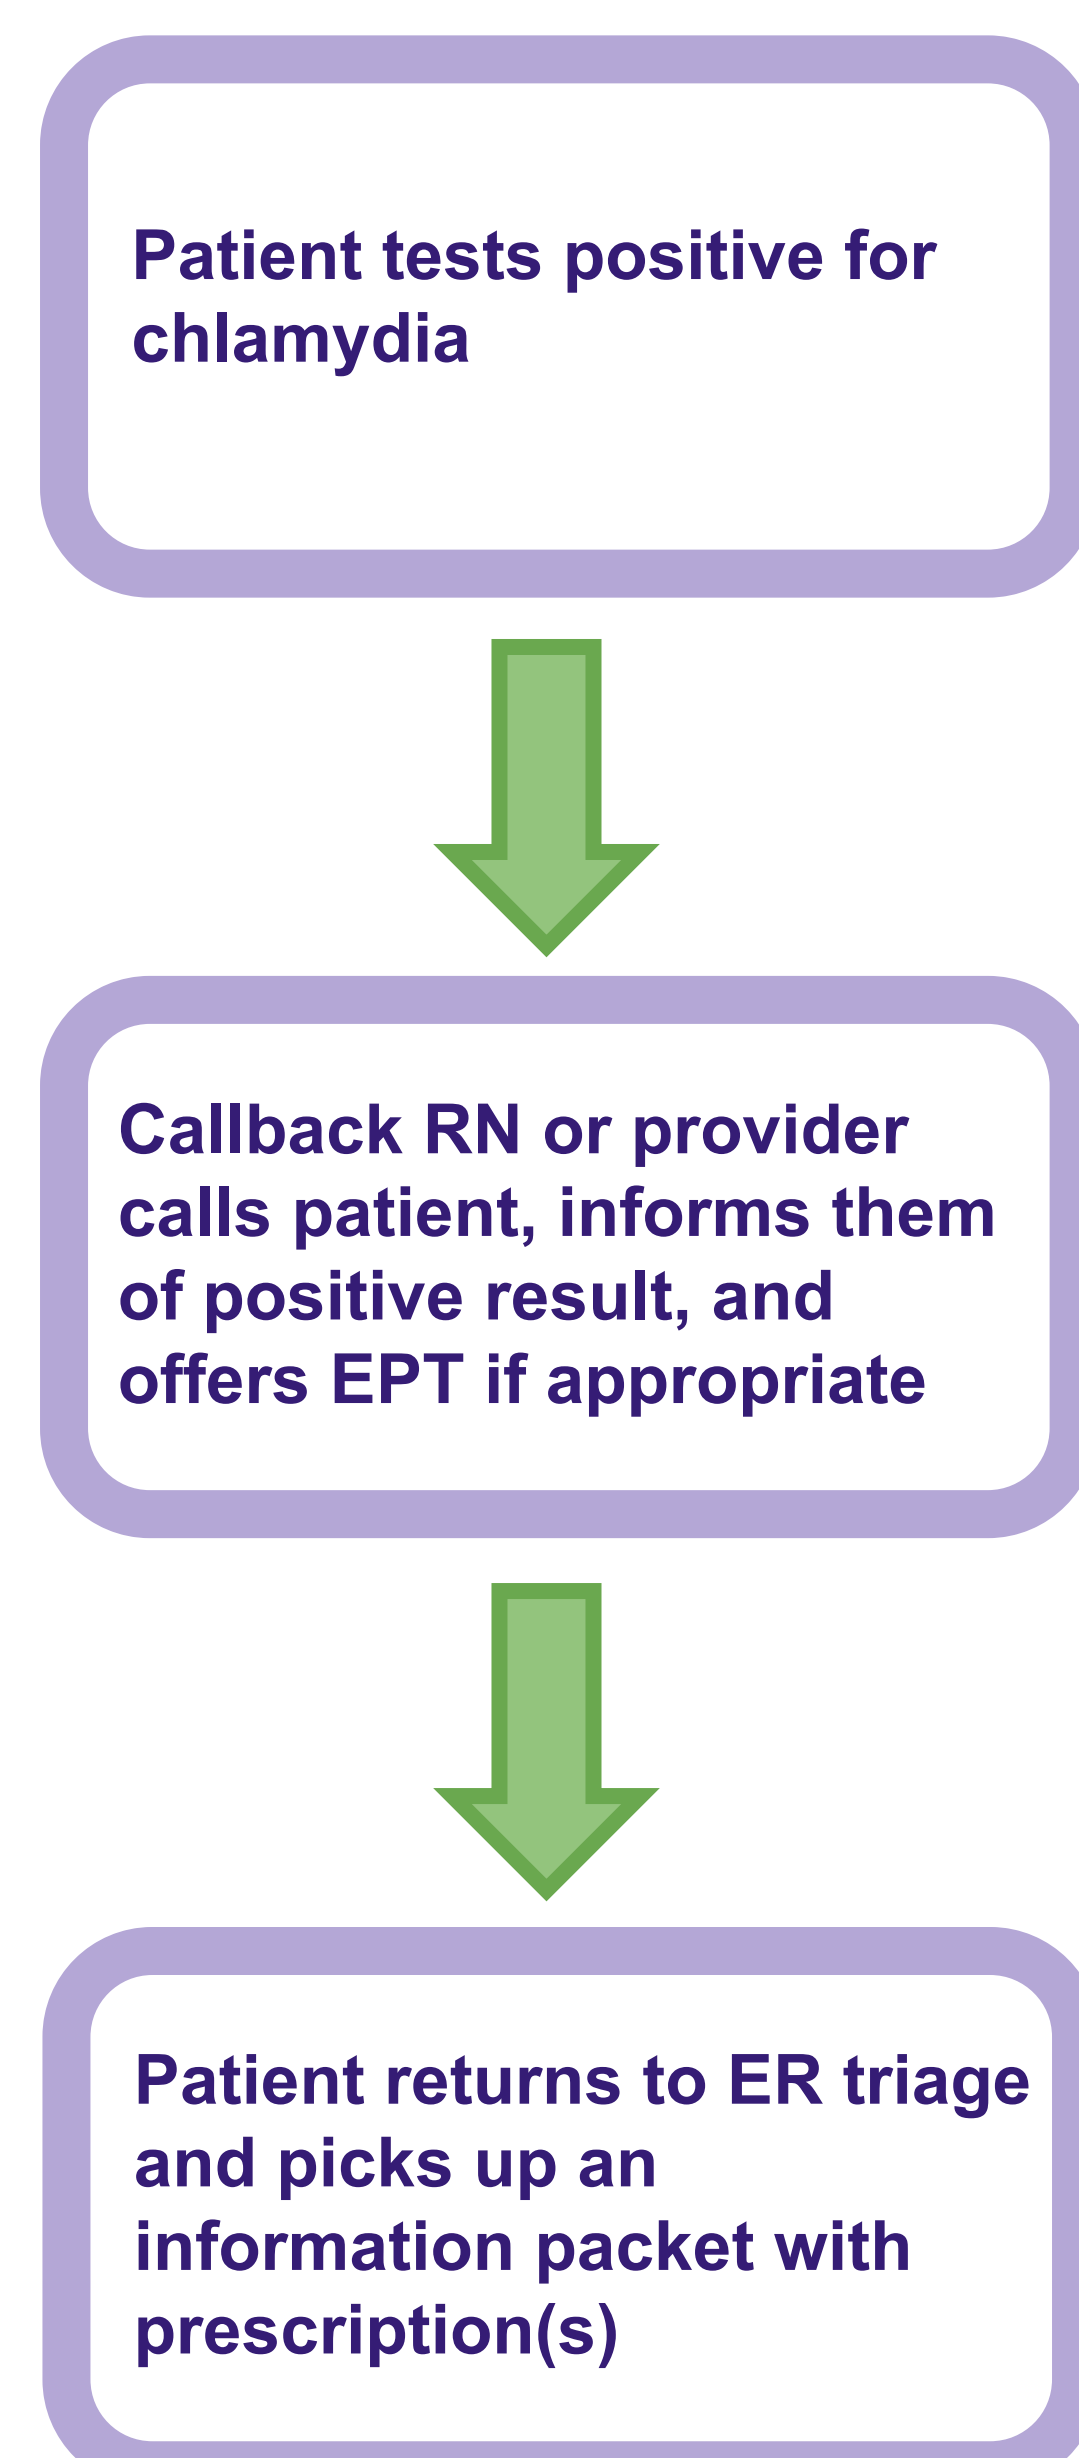 Patient tests positive for
chlamydia
Callback RN or provider
calls patient, informs them
of positive result, and
offers EPT if appropriate
Patient returns to ER triage
and picks up an
information packet with
prescription(s)